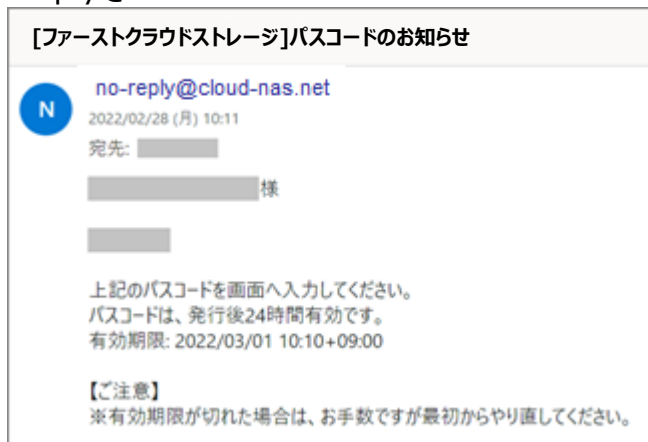 [ファーストクラウドストレージ]パスコードのお知らせ
N
no-reply@cloud-nas.net
2022/02/28 (月) 10:11
宛先:
様
上記のパスコードを画面へ入力してください。
パスコードは、発行後24時間有効です。
有効期限: 2022/03/01 10:10+09:00
【ご注意】
※有効期限が切れた場合は、お手数ですが最初からやり直してください。